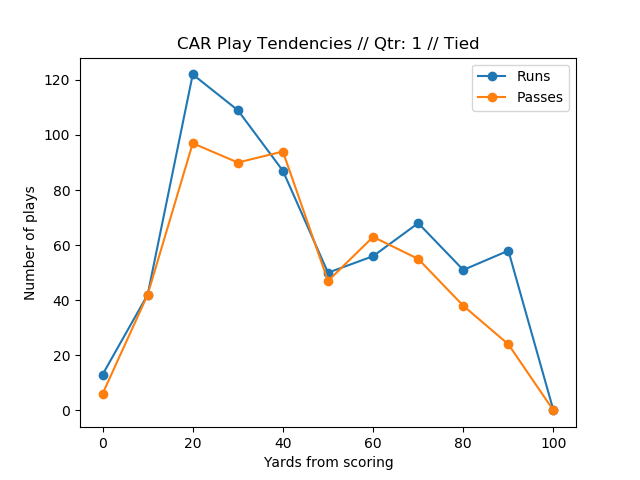 CAR Play Tendencies // Qtr: 1 // Tied
Runs
Passes
120
100
80
60
40
20
0
Number of plays
0 20 40 60 80 100
Yards from scoring